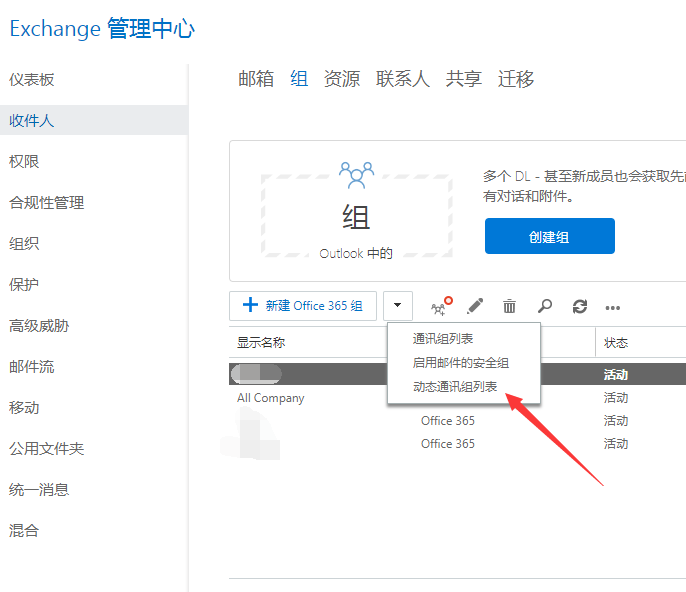 Exchange 管理中心
仪表板
收件人
权限
合规性管理
组织
保护
高级威胁
邮件流
移动
公用文件夹
统一消息
混合
邮箱 组 资源 联系人 共享 迁移
组
Outlook 中的
多个 DL - 甚至新成员也会获取先前
有对话和附件。
创建组
新建 Office 365 组
通讯组列表
启用邮件的安全组
动态通讯组列表
显示名称 状态
活动
All Company 活动
Office 365 活动
Office 365 活动